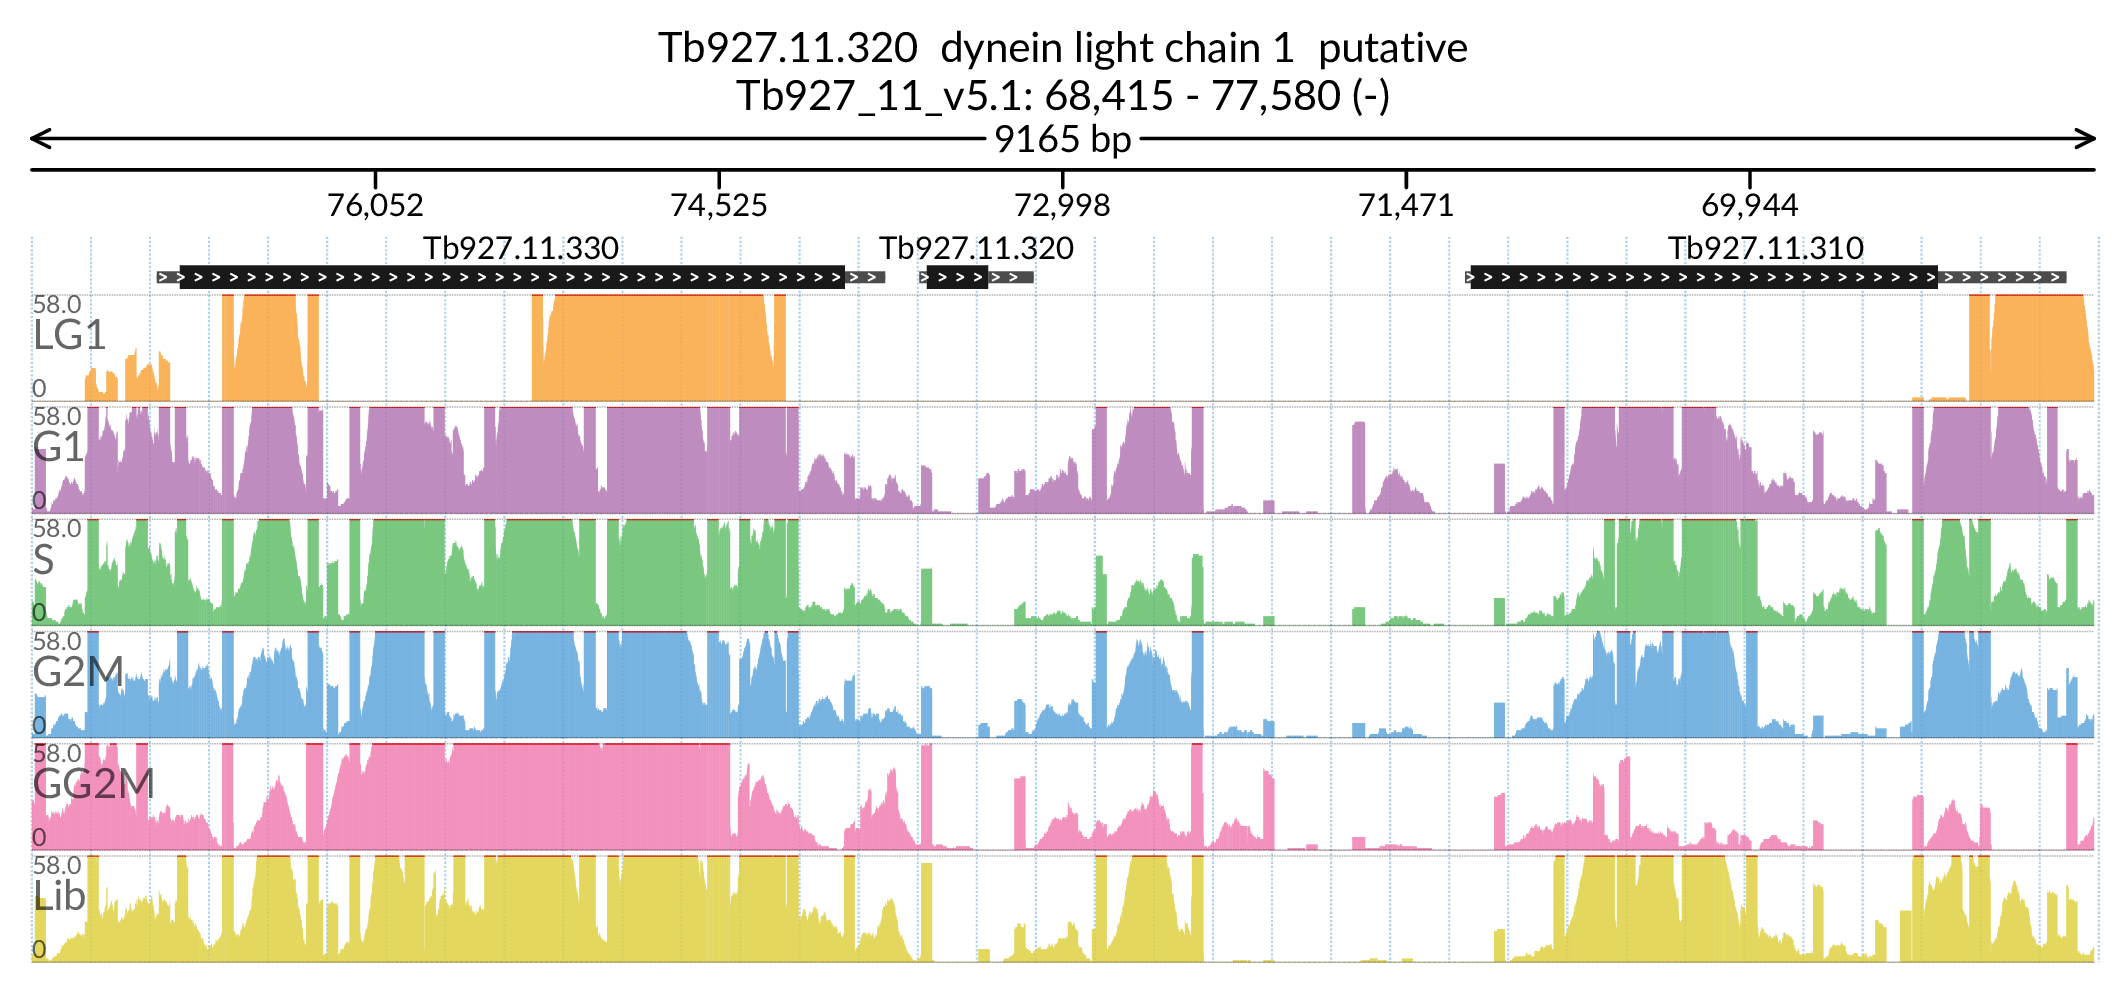 Tb927.11.320  dynein light chain 1  putative
Tb927_11_v5.1: 68,415 - 77,580 (-)
9165 bp
76,052 74,525 72,998 71,471 69,944
Tb927.11.330 Tb927.11.320 Tb927.11.310
58.0
LG1
0
58.0
G1
0
58.0
S
0
58.0
G2M
0
58.0
GG2M
0
58.0
Lib
0